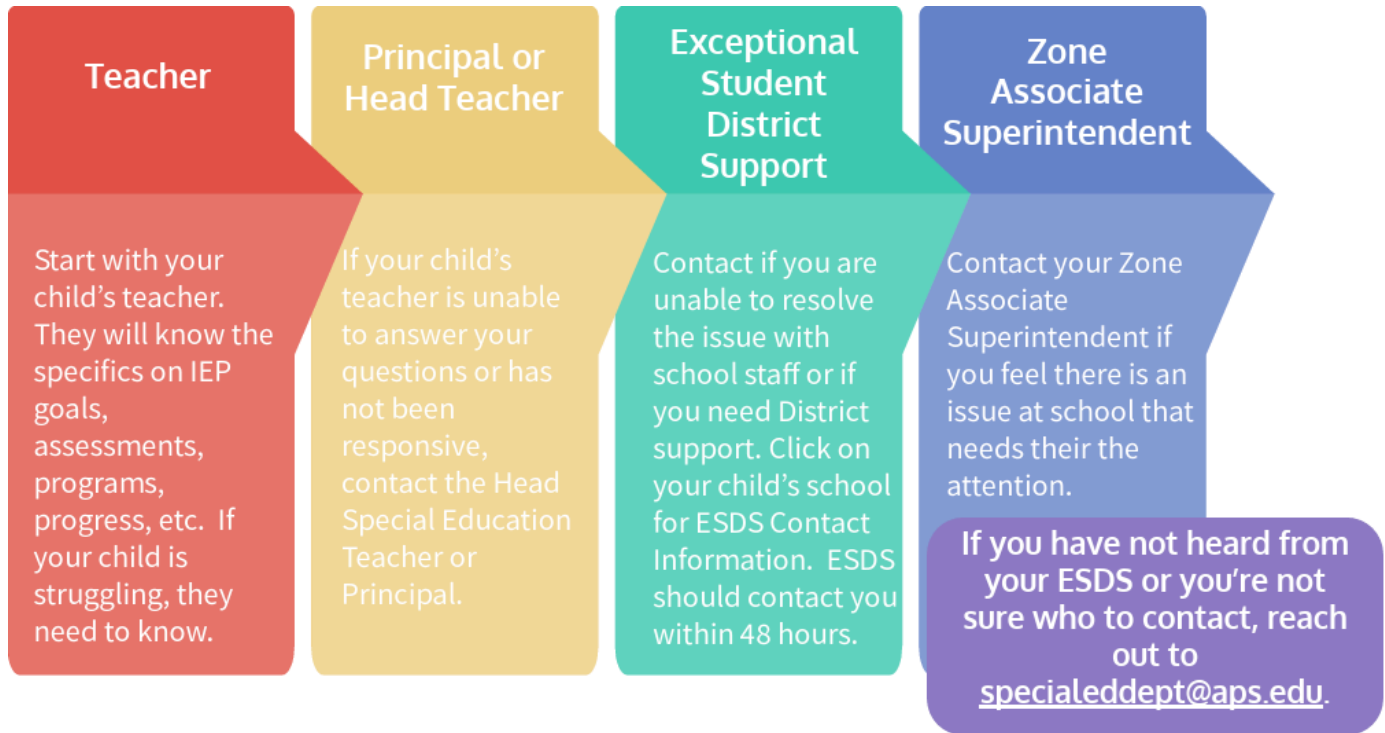 Teacher
Start with your
child’s teacher.
They will know the
specifics on IEP
goals,
assessments,
programs,
progress, etc.  If
your child is
struggling, they
need to know.
Principal or
Head Teacher
If your child’s
teacher is unable
to answer your
questions or has
not been
responsive,
contact the Head
Special Education
Teacher or
Principal.
Exceptional
Student
District
Support
Contact if you are
unable to resolve
the issue with
school staff or if
you need District
support. Click on
your child’s school
for ESDS Contact
Information.  ESDS
should contact you
within 48 hours.
Zone
Associate
Superintendent
Contact your Zone
Associate
Superintendent if
you feel there is an
issue at school that
needs their the
attention.
If you have not heard from
your ESDS or you’re not
sure who to contact, reach
out to
specialeddept@aps.edu.